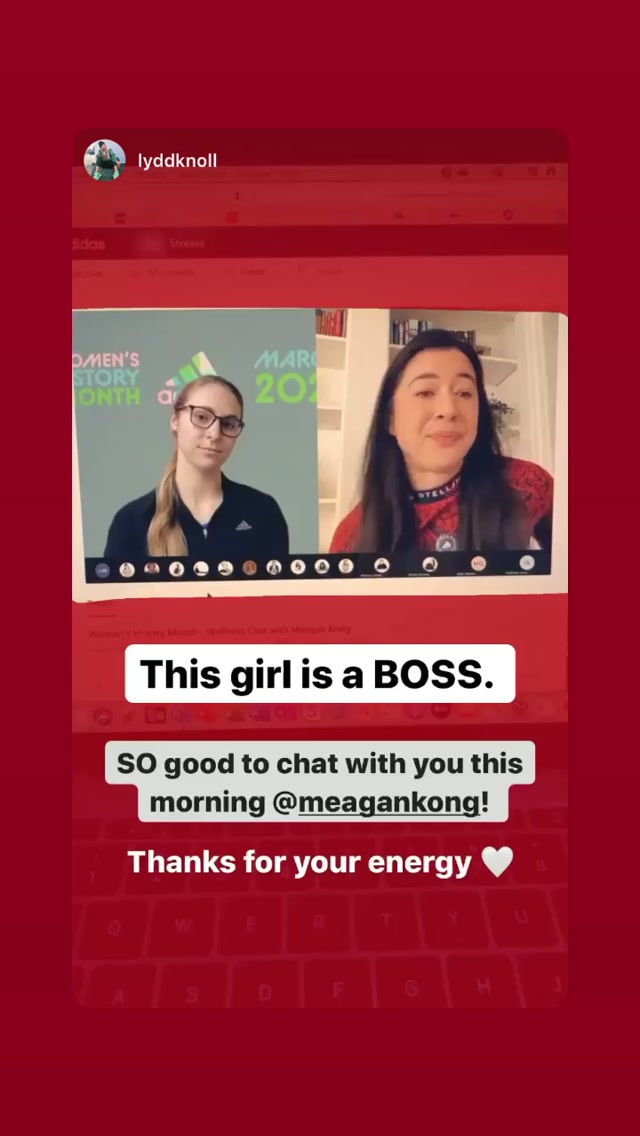 lyddknoll
didas
Stream
OMEN'S
STORY
ONTH
MARC
202
STELL
This girl is a BOSS.
Women's History Month - Wellness Chat with Meagan Kong
SO good to chat with you this
morning @meagankong!
Thanks for your energy 🤍
Q W E R T Y U
A S D F G H J